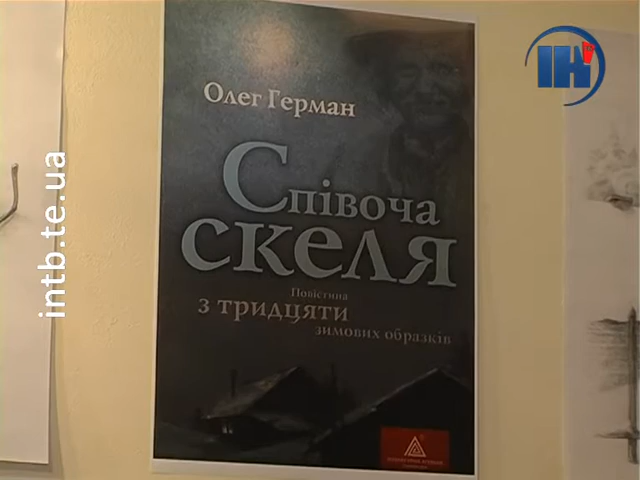 Олег Герман
Співоча
скеля
Повістина
з тридцяти
зимових образків
intb.te.ua
ІН